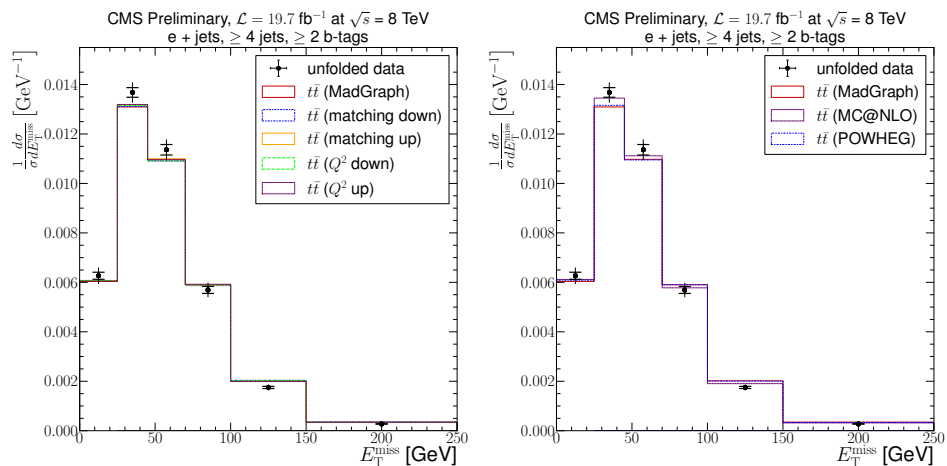 CMS Preliminary, ℒ = 19.7 fb⁻¹ at √s = 8 TeV
e + jets, ≥ 4 jets, ≥ 2 b-tags
unfolded data
tt̄ (MadGraph)
tt̄ (matching down)
tt̄ (matching up)
tt̄ (Q² down)
tt̄ (Q² up)
1/σ dσ/dE_T^miss [GeV⁻¹]
0.014
0.012
0.010
0.008
0.006
0.004
0.002
0.000
0 50 100 150 200 250
E_T^miss [GeV]
CMS Preliminary, ℒ = 19.7 fb⁻¹ at √s = 8 TeV
e + jets, ≥ 4 jets, ≥ 2 b-tags
unfolded data
tt̄ (MadGraph)
tt̄ (MC@NLO)
tt̄ (POWHEG)
1/σ dσ/dE_T^miss [GeV⁻¹]
0.014
0.012
0.010
0.008
0.006
0.004
0.002
0.000
0 50 100 150 200 250
E_T^miss [GeV]